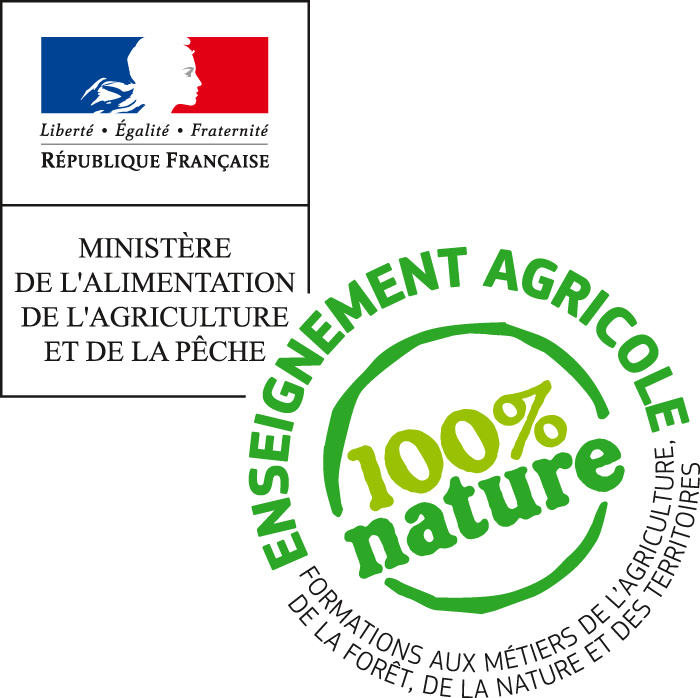 Liberté • Égalité • Fraternité
RÉPUBLIQUE FRANÇAISE
MINISTÈRE
DE L'ALIMENTATION
DE L'AGRICULTURE
ET DE LA PÊCHE
ENSEIGNEMENT AGRICOLE
100%
nature
FORMATIONS AUX MÉTIERS DE L'AGRICULTURE,
DE LA FORÊT, DE LA NATURE ET DES TERRITOIRES